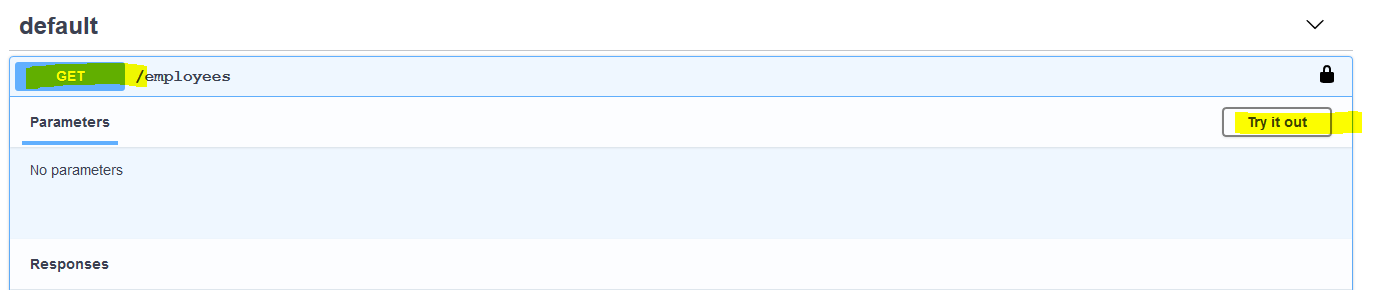 default
GET /employees
Parameters
Try it out
No parameters
Responses